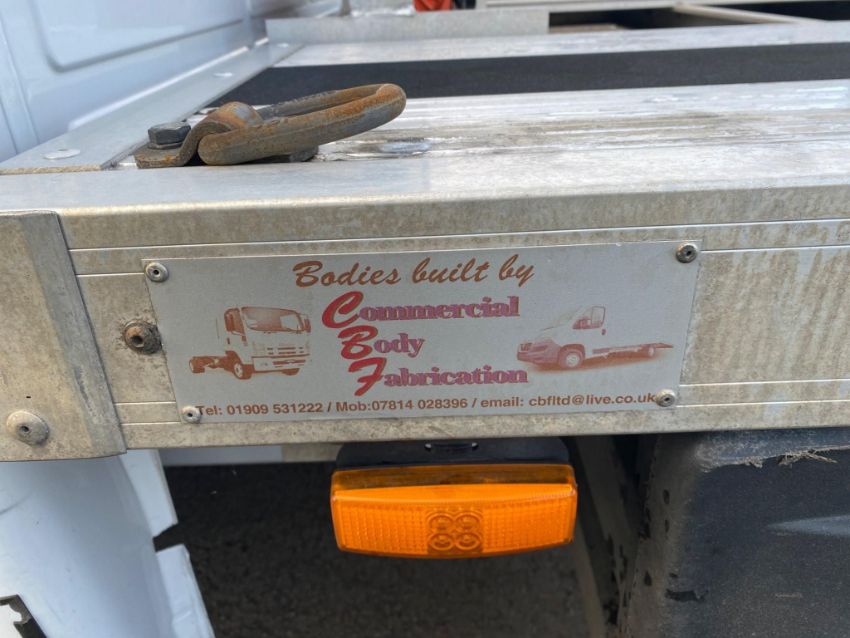 Bodies built by
Commercial
Body
Fabrication
Tel: 01909 531222 / Mob:07814 028396 / email: cbfltd@live.co.uk